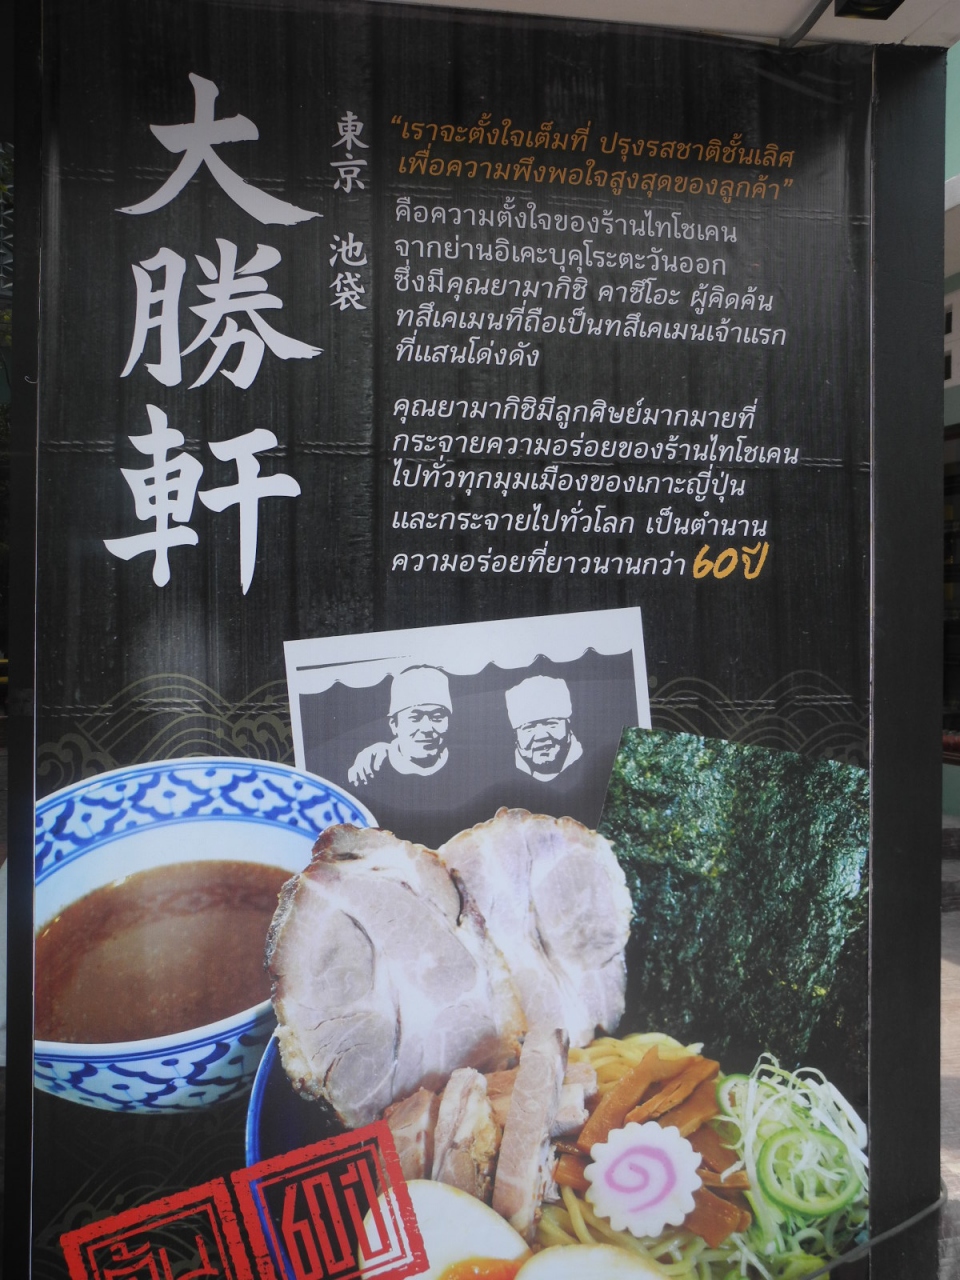 大勝軒
東京 池袋
“เราจะตั้งใจเต็มที่ ปรุงรสชาติชั้นเลิศ
เพื่อความพึงพอใจสูงสุดของลูกค้า”
คือความตั้งใจของร้านไทโชเคน
จากย่านอิเคะบุคุโระตะวันออก
ซึ่งมีคุณยามากิชิ คาซึโอะ ผู้คิดค้น
ทสึเคเมนที่ถือเป็นทสึเคเมนเจ้าแรก
ที่แสนโด่งดัง
คุณยามากิชิมีลูกศิษย์มากมายที่
กระจายความอร่อยของร้านไทโชเคน
ไปทั่วทุกมุมเมืองของเกาะญี่ปุ่น
และกระจายไปทั่วโลก เป็นตำนาน
ความอร่อยที่ยาวนานกว่า 60ปี
60ปี